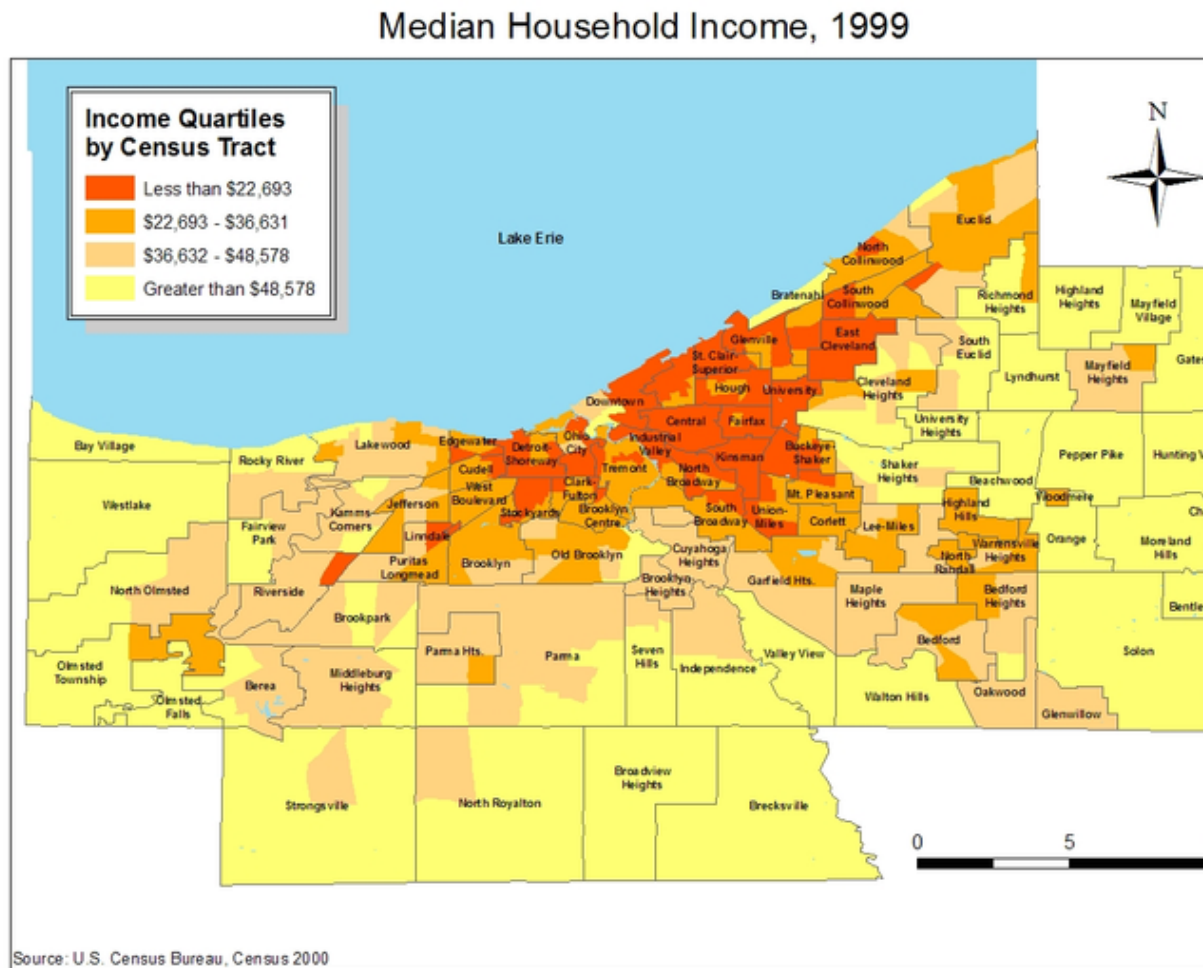 Median Household Income, 1999
Income Quartiles
by Census Tract
Less than $22,693
$22,693 - $36,631
$36,632 - $48,578
Greater than $48,578
N
Lake Erie
Euclid
North
Collinwood
Bratenahl
South
Collinwood
Richmond
Heights
Highland
Heights
Mayfield
Village
Glenville
East
Cleveland
South
Euclid
St. Clair-
Superior
Lyndhurst
Mayfield
Heights
Gates
Hough
University
Cleveland
Heights
Downtown
Central
Fairfax
University
Heights
Bay Village
Lakewood
Edgewater
Ohio
City
Industrial
Valley
Buckeye-
Shaker
Rocky River
Detroit-
Shoreway
Kinsman
Shaker
Heights
Pepper Pike
Hunting V
Cudell
Tremont
North
Broadway
Beachwood
Westlake
Jefferson
West
Boulevard
Clark-
Fulton
Mt. Pleasant
Woodmere
Kamms-
Corners
Stockyards
Brooklyn
Centre
South
Broadway
Union-
Miles
Corlett
Lee-Miles
Highland
Hills
Ch
Fairview
Park
Linndale
Orange
Moreland
Hills
Warrensville
Heights
Old Brooklyn
Cuyahoga
Heights
North
Randall
Puritas
Longmead
Brooklyn
Brooklyn
Heights
Garfield Hts.
North Olmsted
Riverside
Maple
Heights
Bedford
Heights
Bentle
Brookpark
Bedford
Olmsted
Township
Parma Hts.
Parma
Seven
Hills
Independence
Valley View
Solon
Berea
Middleburg
Heights
Walton Hills
Oakwood
Olmsted
Falls
Glenwillow
Strongsville
North Royalton
Broadview
Heights
Brecksville
0 5
Source: U.S. Census Bureau, Census 2000